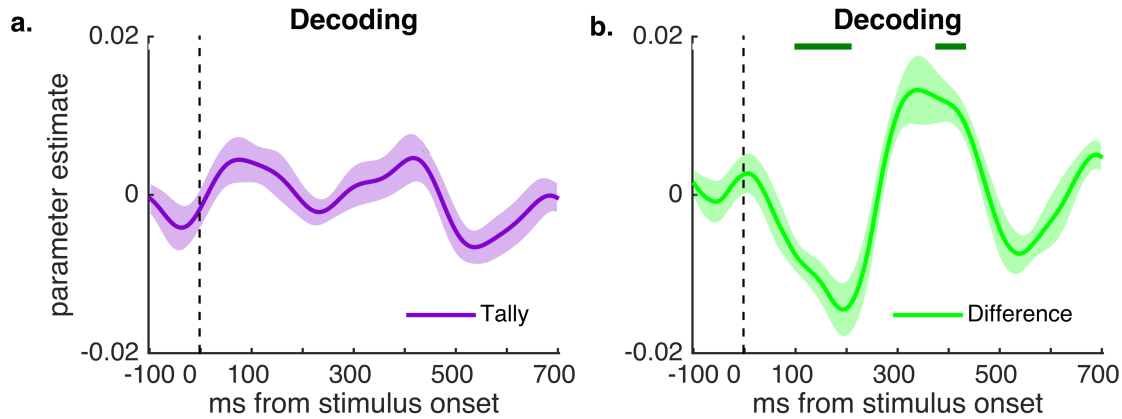 a.
Decoding
0.02
0
-0.02
parameter estimate
Tally
-100 0 100 300 500 700
ms from stimulus onset
b.
Decoding
0.02
0
-0.02
Difference
-100 0 100 300 500 700
ms from stimulus onset